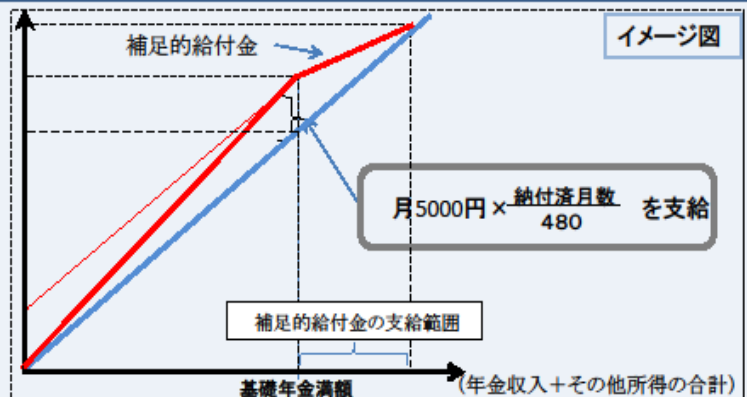 イメージ図
補足的給付金
月5000円×納付済月数/480 を支給
補足的給付金の支給範囲
基礎年金満額
(年金収入+その他所得の合計)